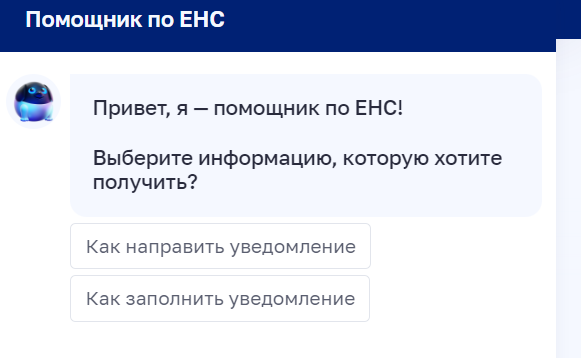 Помощник по ЕНС
Привет, я — помощник по ЕНС!
Выберите информацию, которую хотите
получить?
Как направить уведомление
Как заполнить уведомление